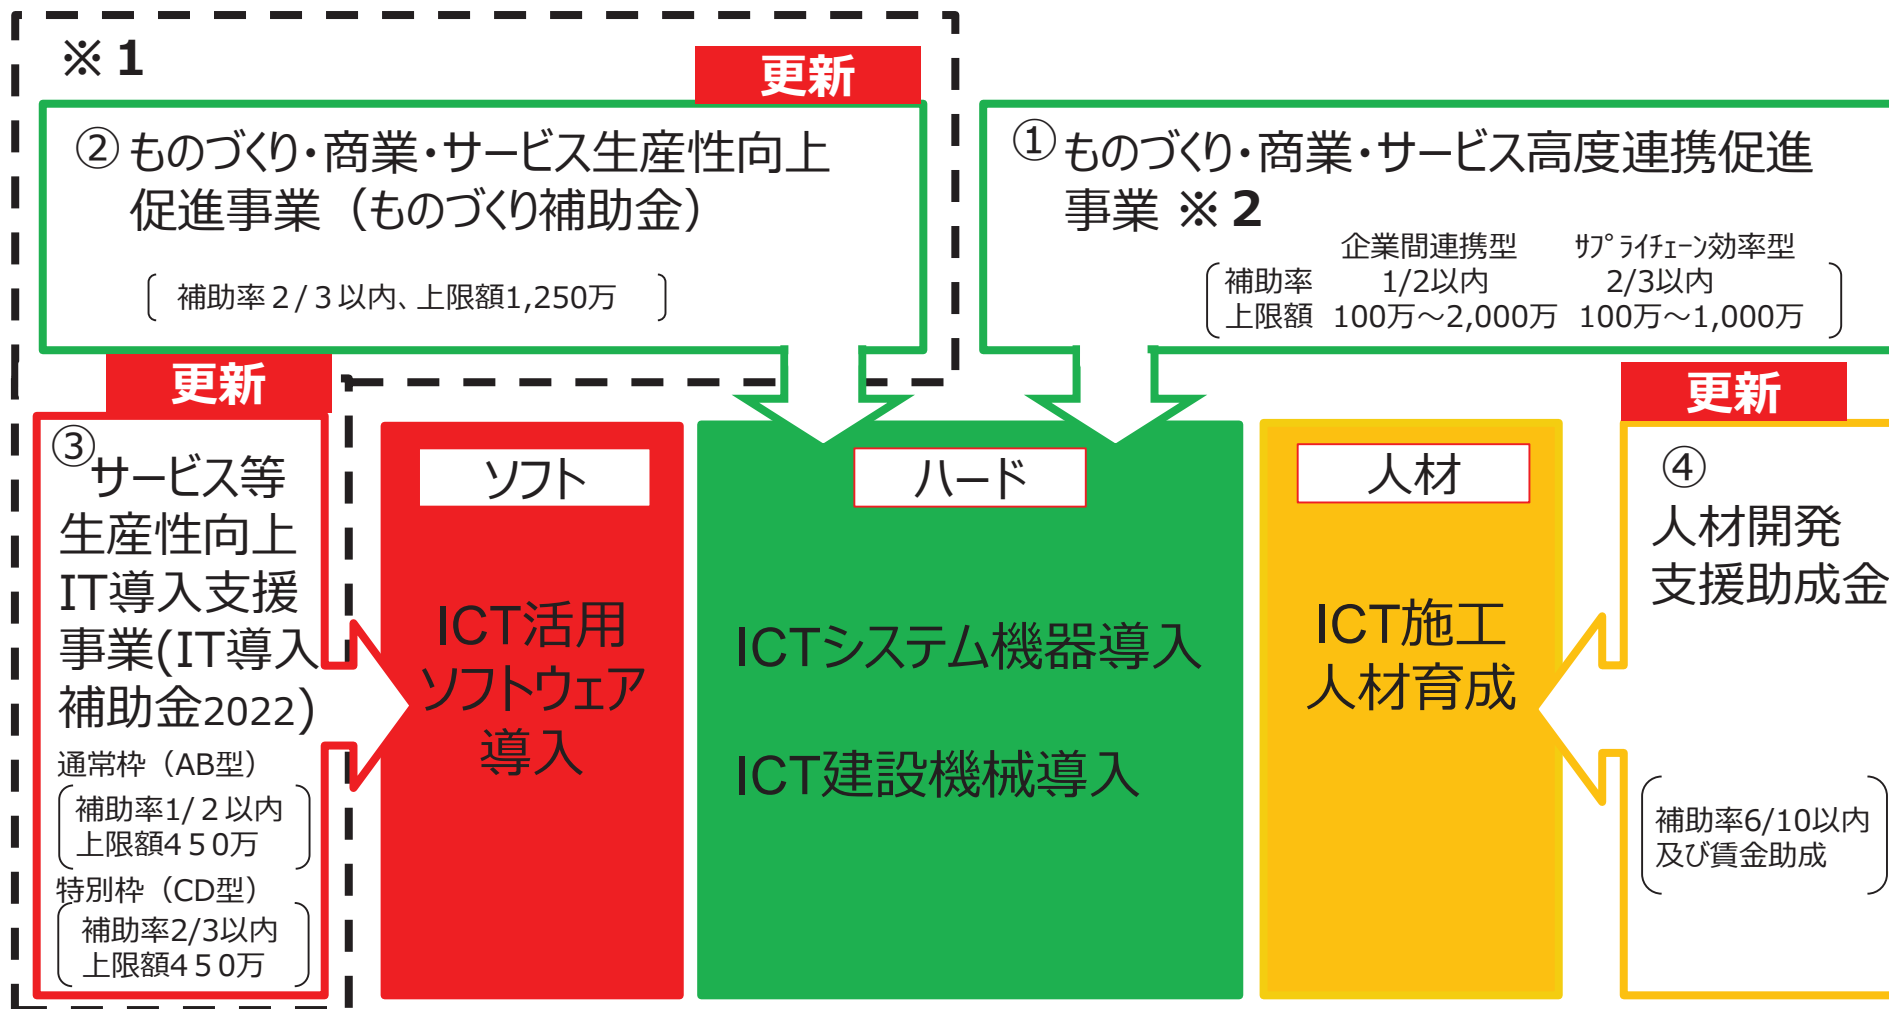 ※1
更新
②ものづくり・商業・サービス生産性向上
促進事業（ものづくり補助金）
補助率２/３以内、上限額1,250万
①ものづくり・商業・サービス高度連携促進
事業 ※２
企業間連携型 ｻﾌﾟﾗｲﾁｪｰﾝ効率型
補助率 1/2以内 2/3以内
上限額 100万～2,000万 100万～1,000万
更新
③サービス等
生産性向上
IT導入支援
事業(IT導入
補助金2022)
通常枠（AB型）
補助率1/２以内
上限額４５０万
特別枠（CD型）
補助率2/3以内
上限額４５０万
ソフト
ICT活用
ソフトウェア
導入
ハード
ICTシステム機器導入
ICT建設機械導入
人材
ICT施工
人材育成
更新
④
人材開発
支援助成金
補助率6/10以内
及び賃金助成